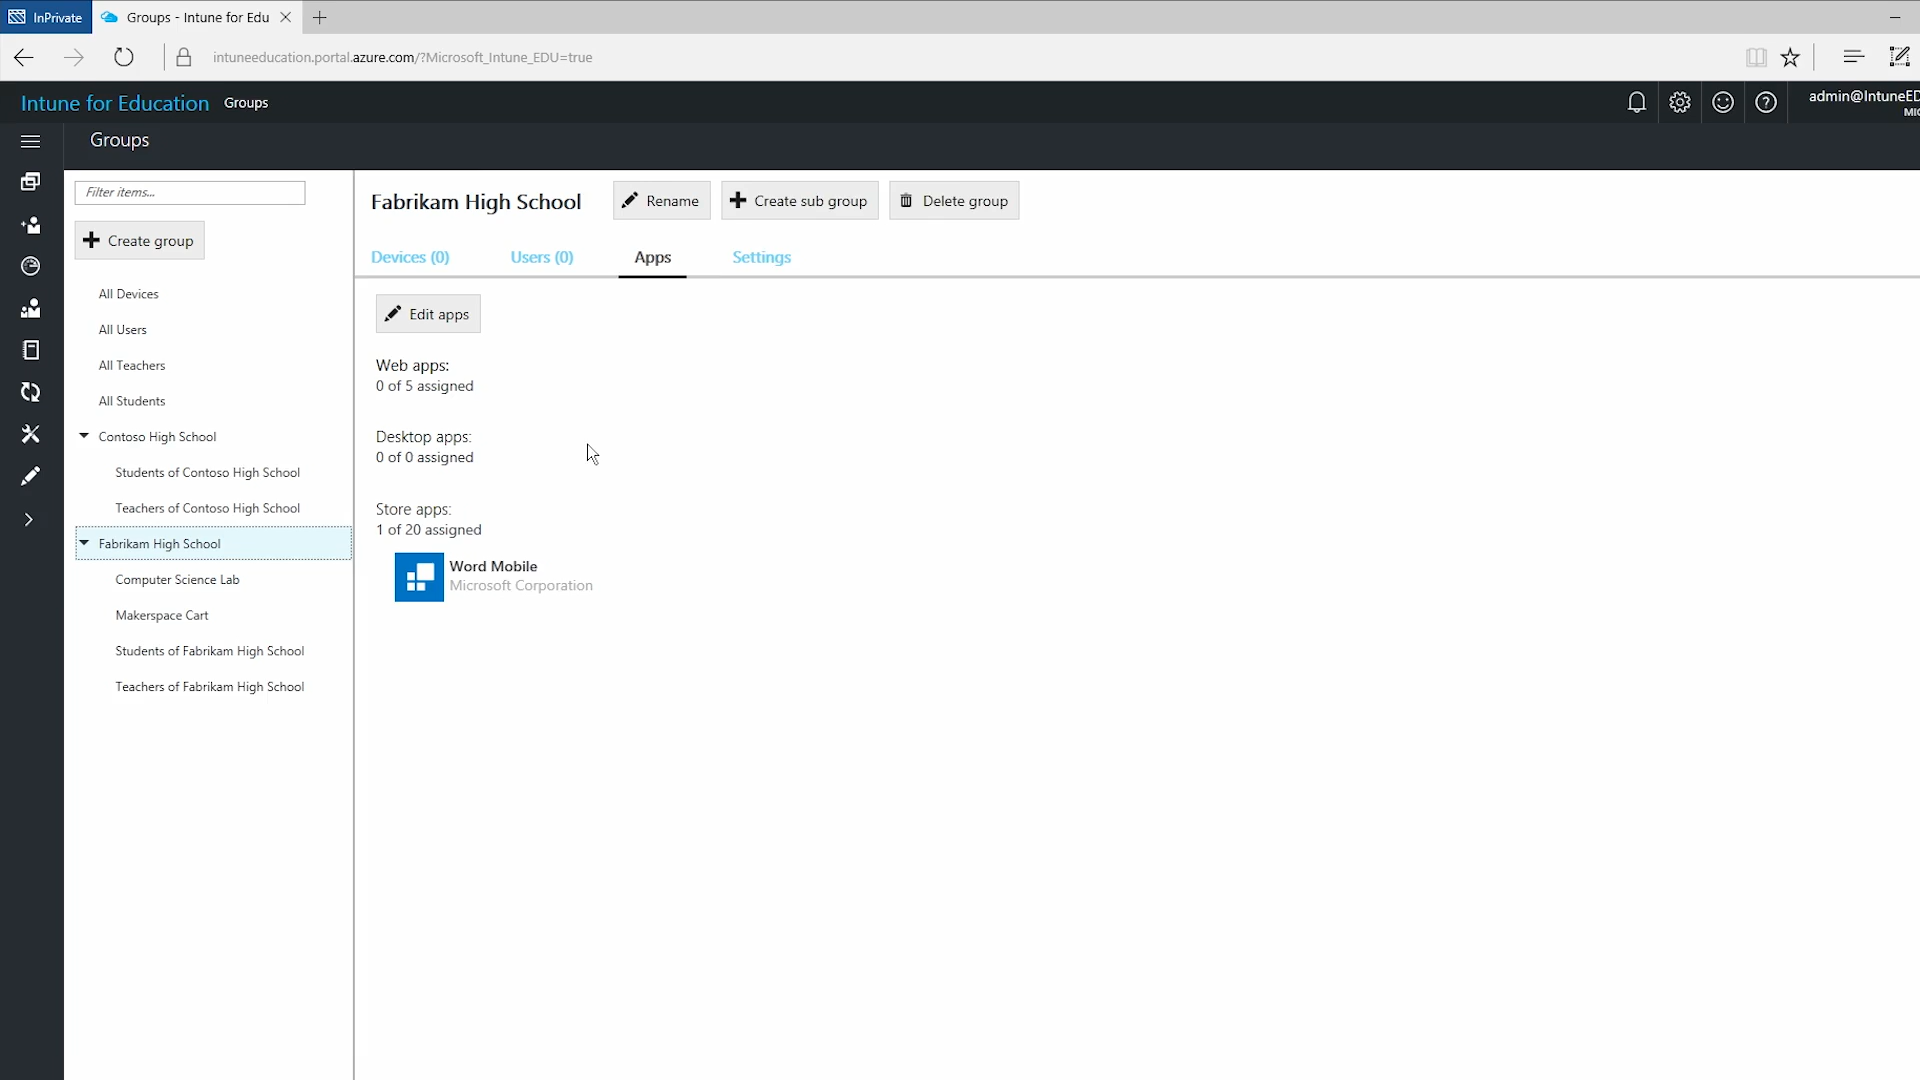 InPrivate
Groups - Intune for Edu
intuneeducation.portal.azure.com/?Microsoft_Intune_EDU=true
Intune for Education
Groups
admin@IntuneED
MIC
Groups
Filter items...
Create group
All Devices
All Users
All Teachers
All Students
Contoso High School
Students of Contoso High School
Teachers of Contoso High School
Fabrikam High School
Computer Science Lab
Makerspace Cart
Students of Fabrikam High School
Teachers of Fabrikam High School
Fabrikam High School
Rename
Create sub group
Delete group
Devices (0)
Users (0)
Apps
Settings
Edit apps
Web apps:
0 of 5 assigned
Desktop apps:
0 of 0 assigned
Store apps:
1 of 20 assigned
Word Mobile
Microsoft Corporation